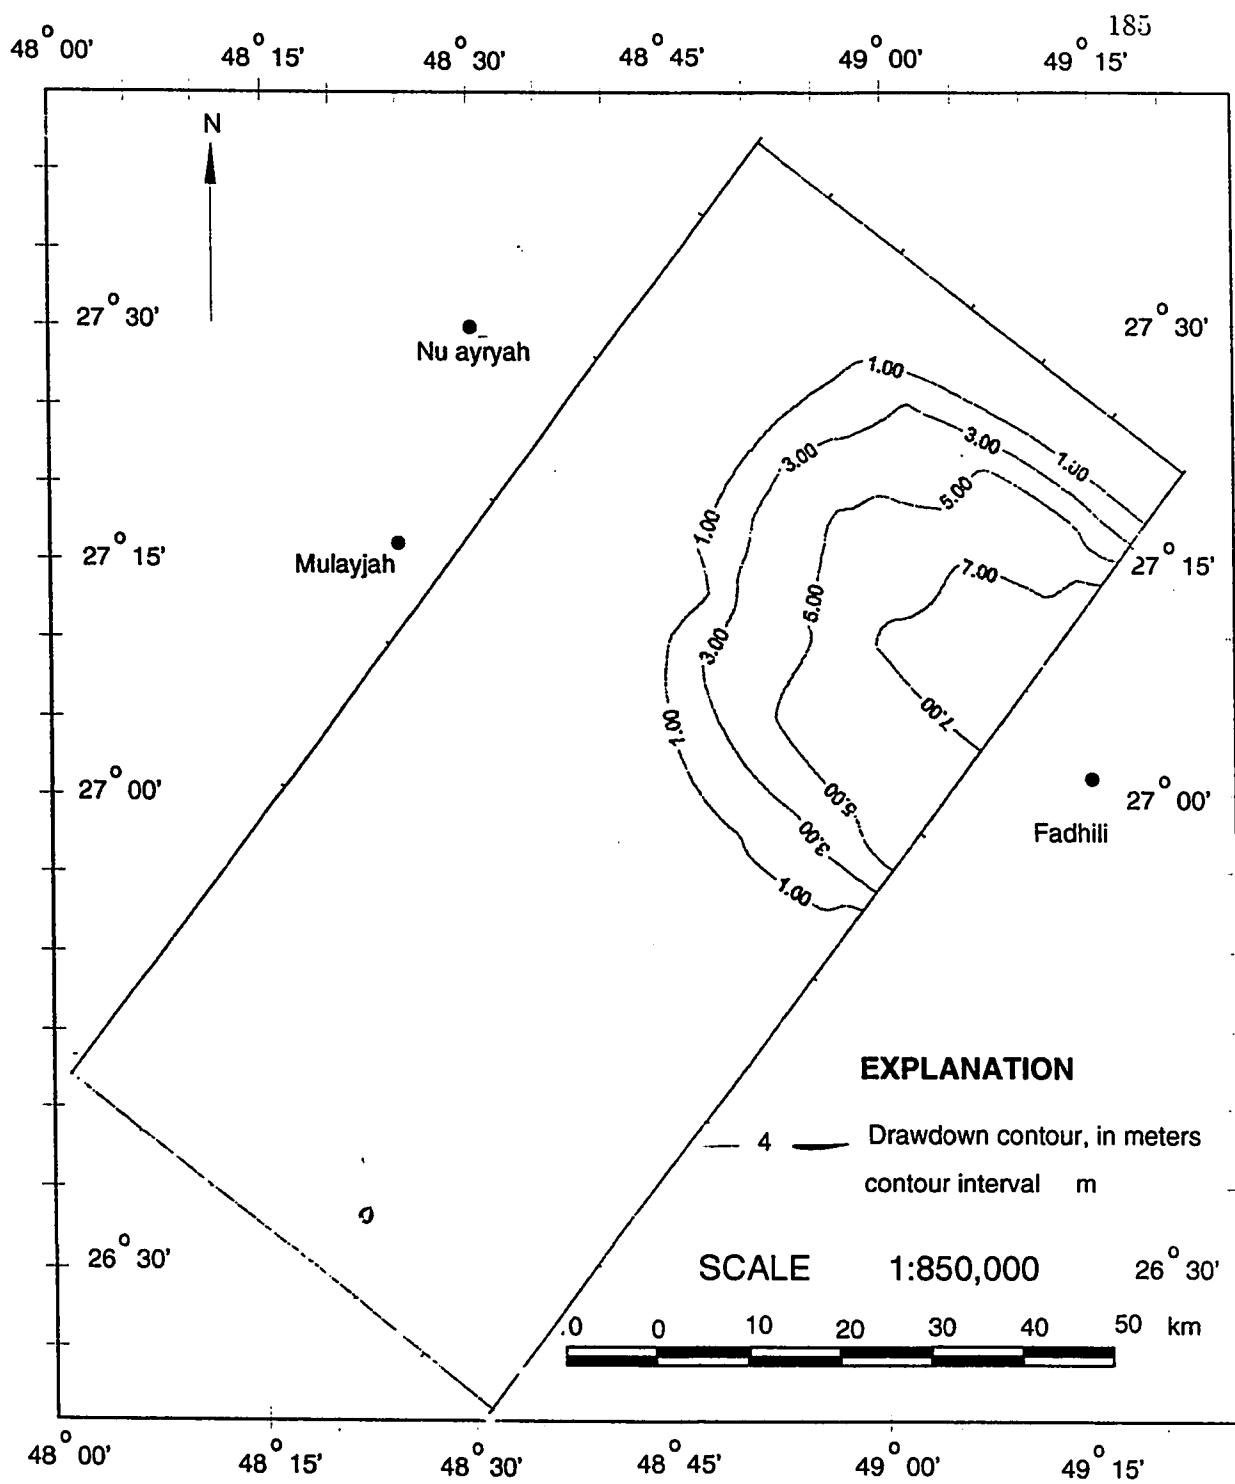 185
48° 00' 48° 15' 48° 30' 48° 45' 49° 00' 49° 15'
N
27° 30' 27° 30'
Nu ayryah
1.00
3.00 3.00 1.00
5.00
1.00
27° 15' 27° 15'
Mulayjah
7.00
5.00
3.00
7.00
1.00
27° 00' 27° 00'
5.00
Fadhili
3.00
1.00
EXPLANATION
4 Drawdown contour, in meters
contour interval m
26° 30' SCALE 1:850,000 26° 30'
.0 0 10 20 30 40 50 km
48° 00' 48° 15' 48° 30' 48° 45' 49° 00' 49° 15'